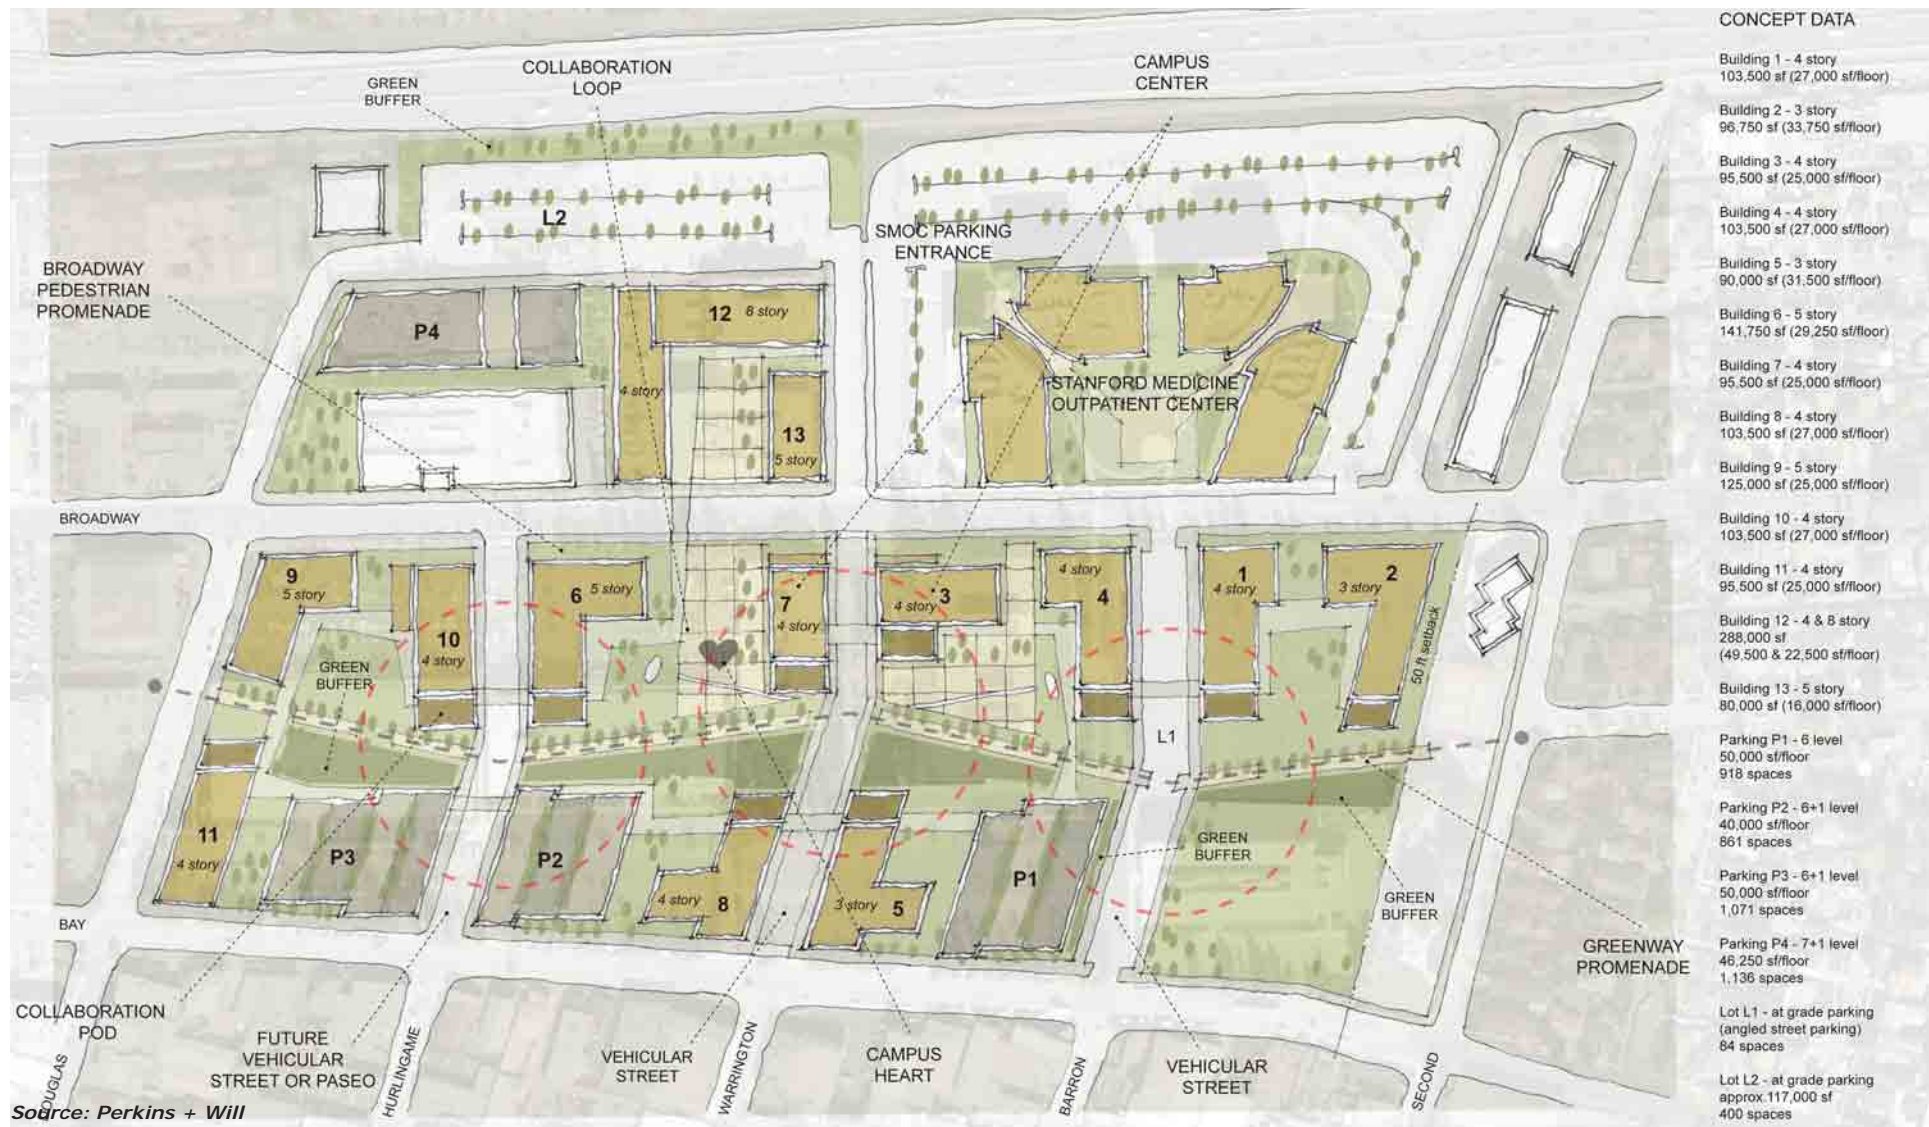 COLLABORATION
LOOP
GREEN
BUFFER
CAMPUS
CENTER
L2
SMOC PARKING
ENTRANCE
BROADWAY
PEDESTRIAN
PROMENADE
P4
12 8 story
4 story
13
5 story
STANFORD MEDICINE
OUTPATIENT CENTER
BROADWAY
9
5 story
10
4 story
6 5 story
7
4 story
3
4 story
4 story
4
1
4 story
2
3 story
50 ft setback
GREEN
BUFFER
L1
11
4 story
P3
P2
4 story 8
3 story 5
P1
GREEN
BUFFER
GREEN
BUFFER
BAY
GREENWAY
PROMENADE
COLLABORATION
POD
FUTURE
VEHICULAR
STREET OR PASEO
VEHICULAR
STREET
CAMPUS
HEART
VEHICULAR
STREET
DOUGLAS
HURLINGAME
WARRINGTON
BARRON
SECOND
Source: Perkins + Will
CONCEPT DATA
Building 1 - 4 story
103,500 sf (27,000 sf/floor)
Building 2 - 3 story
96,750 sf (33,750 sf/floor)
Building 3 - 4 story
95,500 sf (25,000 sf/floor)
Building 4 - 4 story
103,500 sf (27,000 sf/floor)
Building 5 - 3 story
90,000 sf (31,500 sf/floor)
Building 6 - 5 story
141,750 sf (29,250 sf/floor)
Building 7 - 4 story
95,500 sf (25,000 sf/floor)
Building 8 - 4 story
103,500 sf (27,000 sf/floor)
Building 9 - 5 story
125,000 sf (25,000 sf/floor)
Building 10 - 4 story
103,500 sf (27,000 sf/floor)
Building 11 - 4 story
95,500 sf (25,000 sf/floor)
Building 12 - 4 & 8 story
288,000 sf
(49,500 & 22,500 sf/floor)
Building 13 - 5 story
80,000 sf (16,000 sf/floor)
Parking P1 - 6 level
50,000 sf/floor
918 spaces
Parking P2 - 6+1 level
40,000 sf/floor
861 spaces
Parking P3 - 6+1 level
50,000 sf/floor
1,071 spaces
Parking P4 - 7+1 level
46,250 sf/floor
1,136 spaces
Lot L1 - at grade parking
(angled street parking)
84 spaces
Lot L2 - at grade parking
approx.117,000 sf
400 spaces